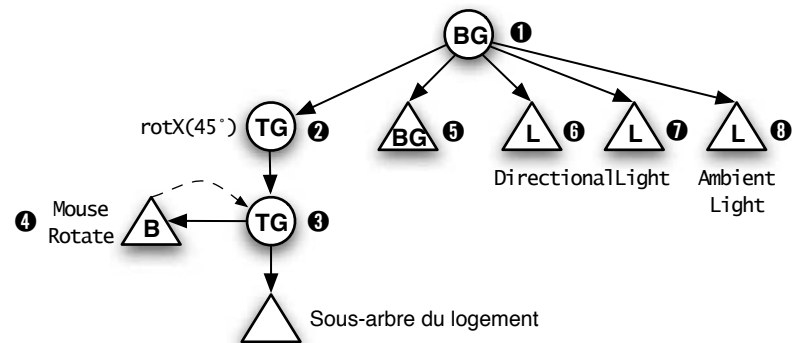 BG ❶
rotX(45°) TG ❷
BG ❺
L ❻
L ❼
L ❽
DirectionalLight
Ambient
Light
❹ Mouse
Rotate
B
TG ❸
Sous-arbre du logement